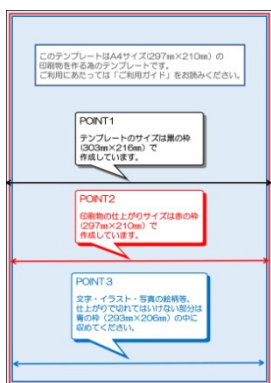 このテンプレートはA4サイズ(297㎜×210㎜)の
印刷物を作る為のテンプレートです。
ご利用にあたっては「ご利用ガイド」をお読みください。
POINT1
テンプレートのサイズは黒の枠
(303㎜×216㎜)で
作成しています。
POINT2
印刷物の仕上がりサイズは赤の枠
(297㎜×210㎜)で
作成しています。
POINT3
文字・イラスト・写真の絵柄等、
仕上がりで切れてはいけない部分は
青の枠(293㎜×206㎜)の中に
収めてください。